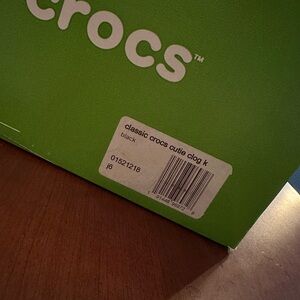 crocs™
classic crocs cutie clog k
black
01521218
j6